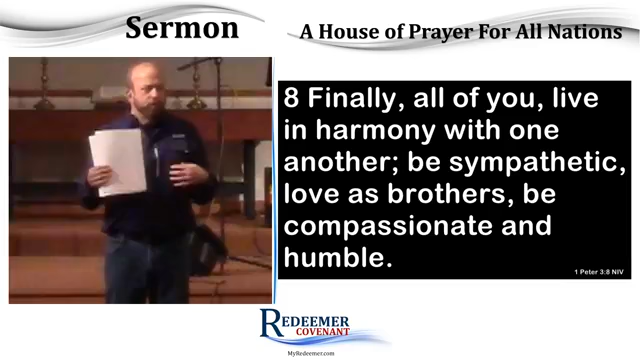 Sermon
A House of Prayer For All Nations
8 Finally, all of you, live
in harmony with one
another; be sympathetic,
love as brothers, be
compassionate and
humble.
1 Peter 3:8 NIV
REDEEMER
COVENANT
MyRedeemer.com